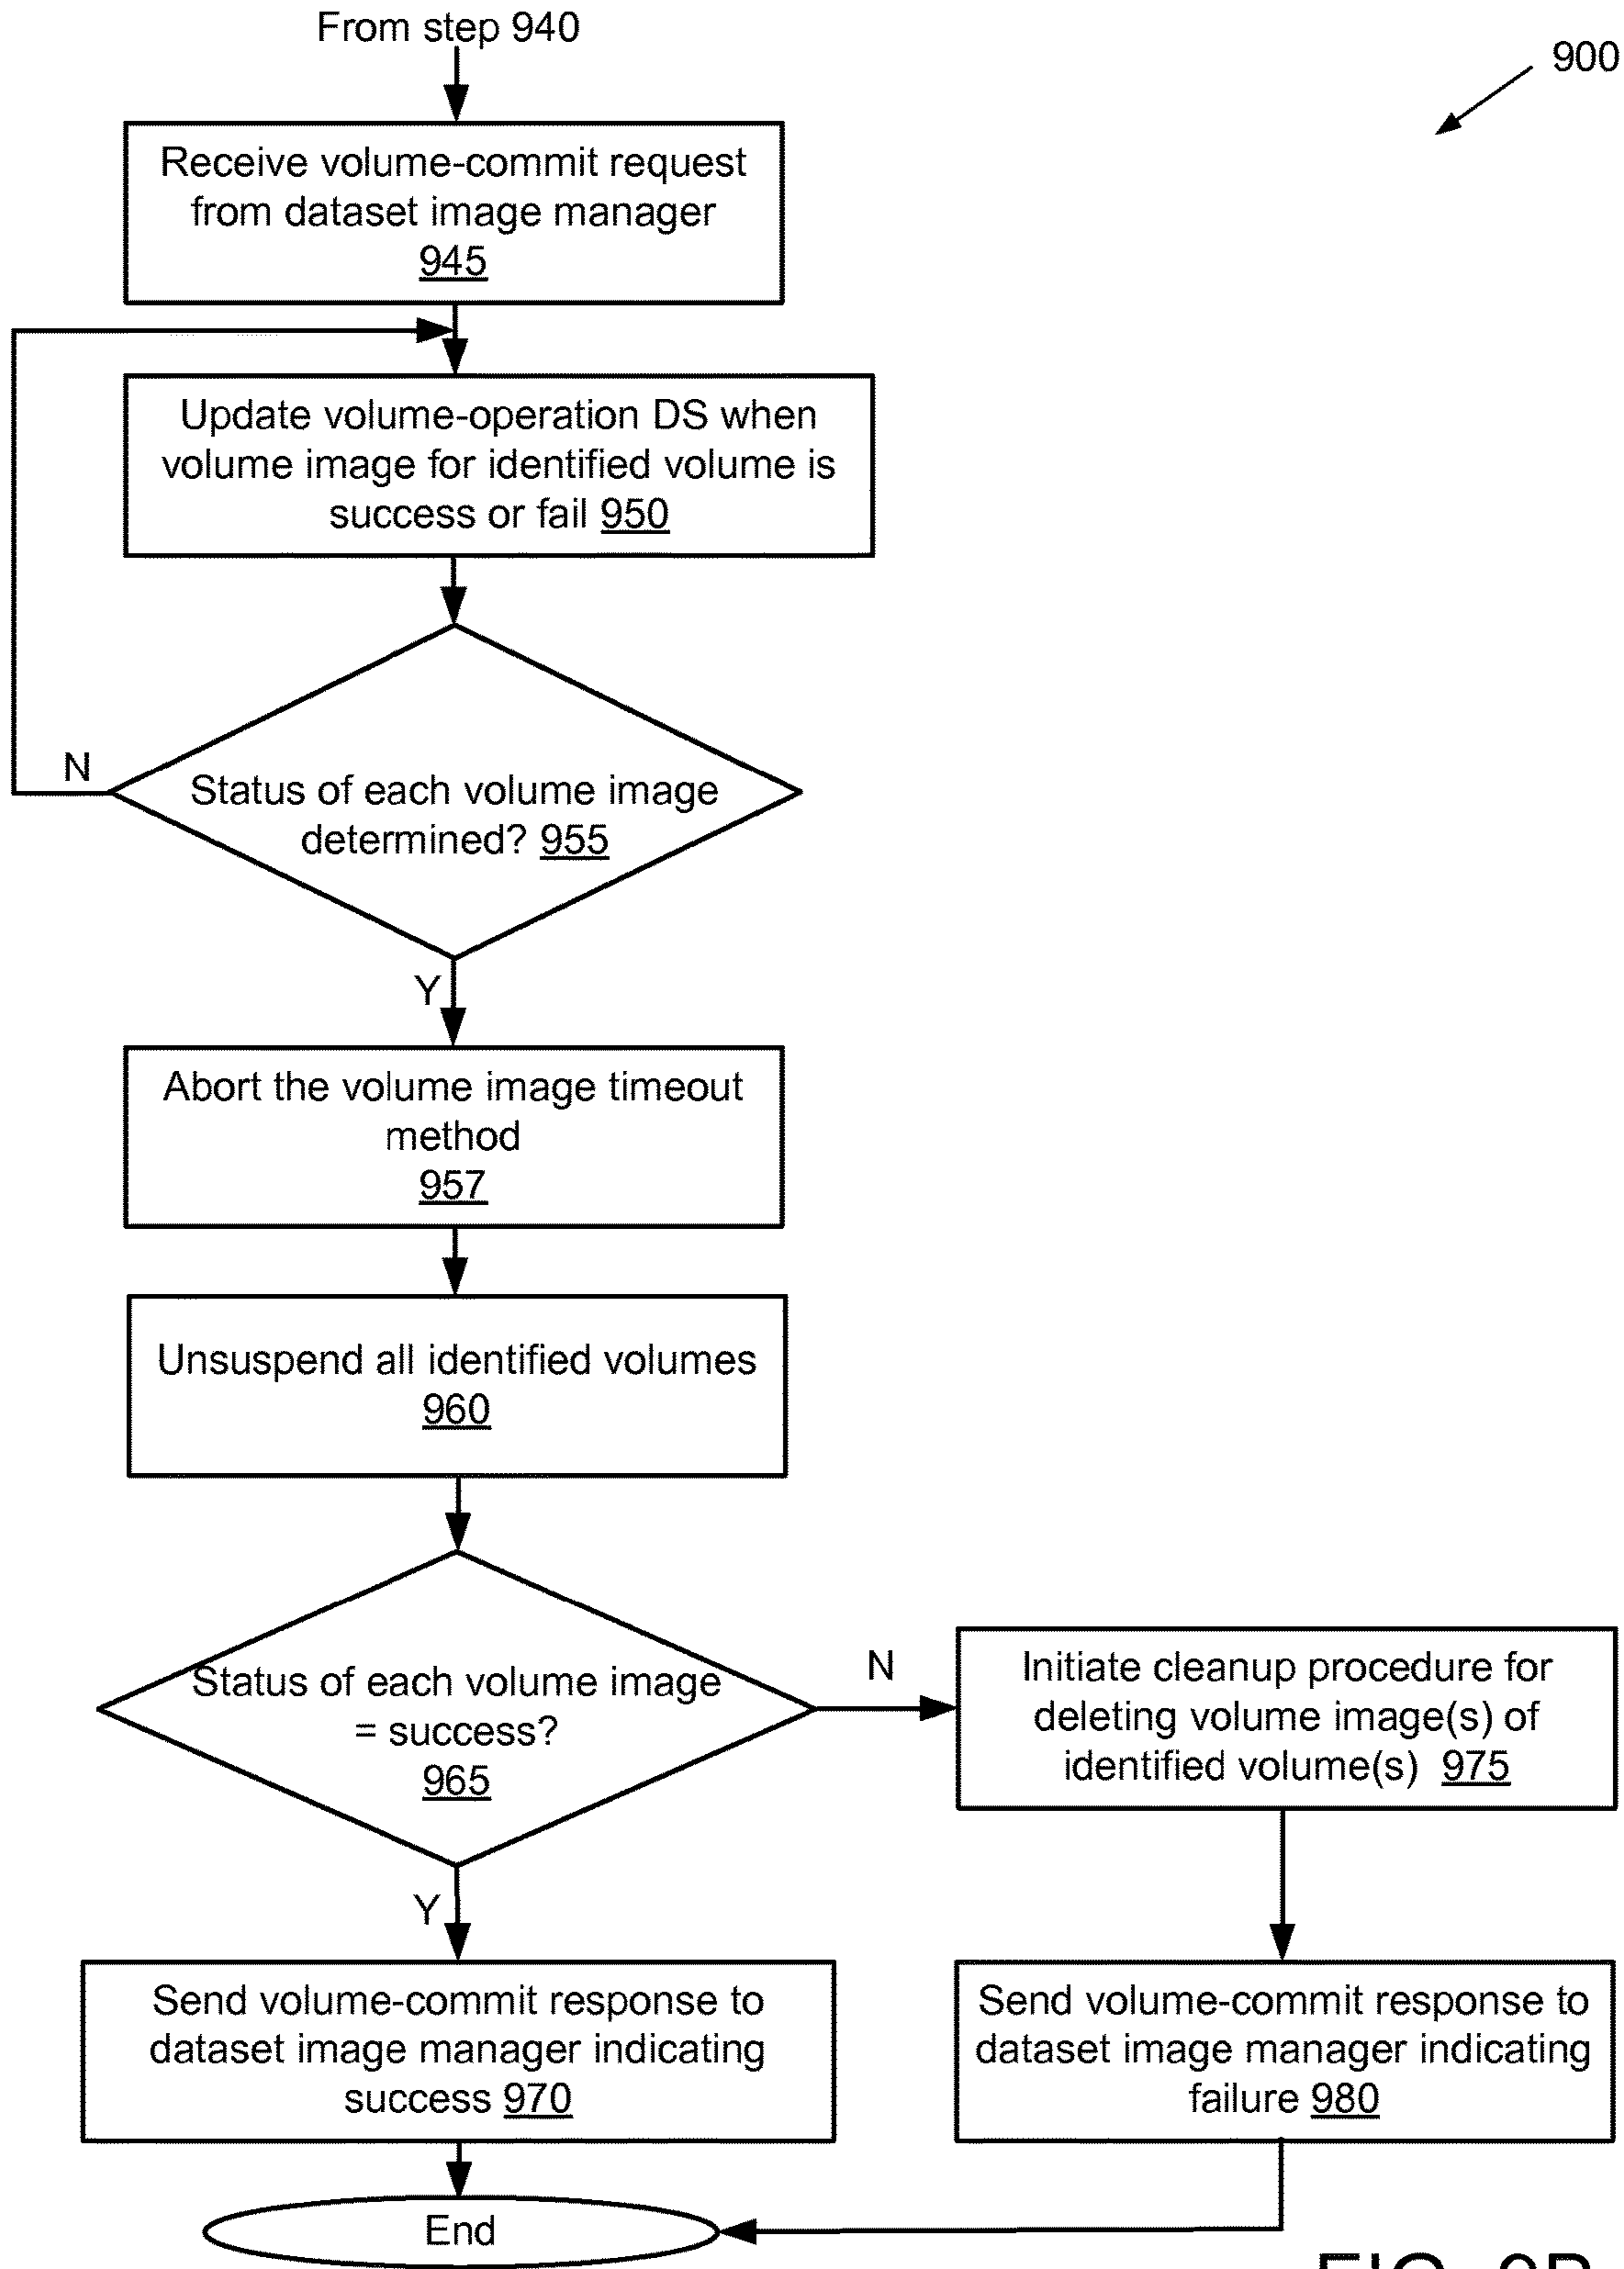 From step 940
900
Receive volume-commit request
from dataset image manager
945
Update volume-operation DS when
volume image for identified volume is
success or fail 950
N
Status of each volume image
determined? 955
Y
Abort the volume image timeout
method
957
Unsuspend all identified volumes
960
Status of each volume image
= success?
965
N
Initiate cleanup procedure for
deleting volume image(s) of
identified volume(s) 975
Y
Send volume-commit response to
dataset image manager indicating
success 970
Send volume-commit response to
dataset image manager indicating
failure 980
End